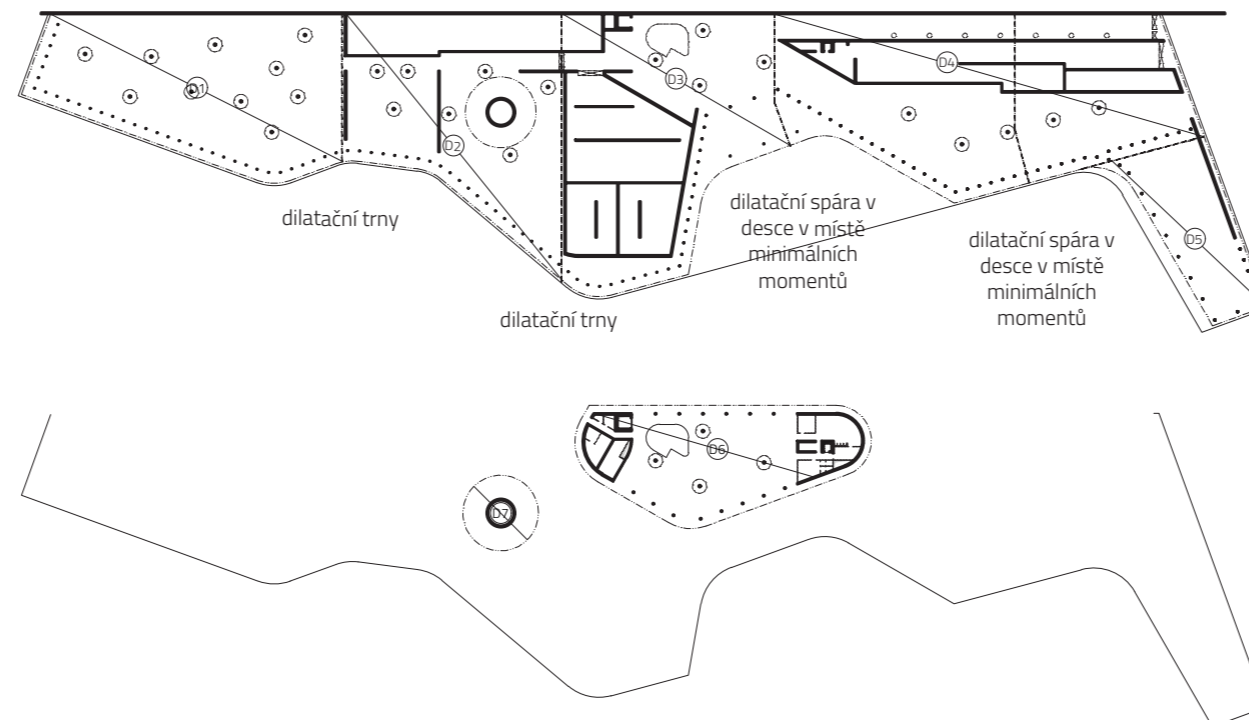 D1
D2
D3
D4
D5
dilatační trny
dilatační trny
dilatační spára v
desce v místě
minimálních
momentů
dilatační spára v
desce v místě
minimálních
momentů
D6
D7